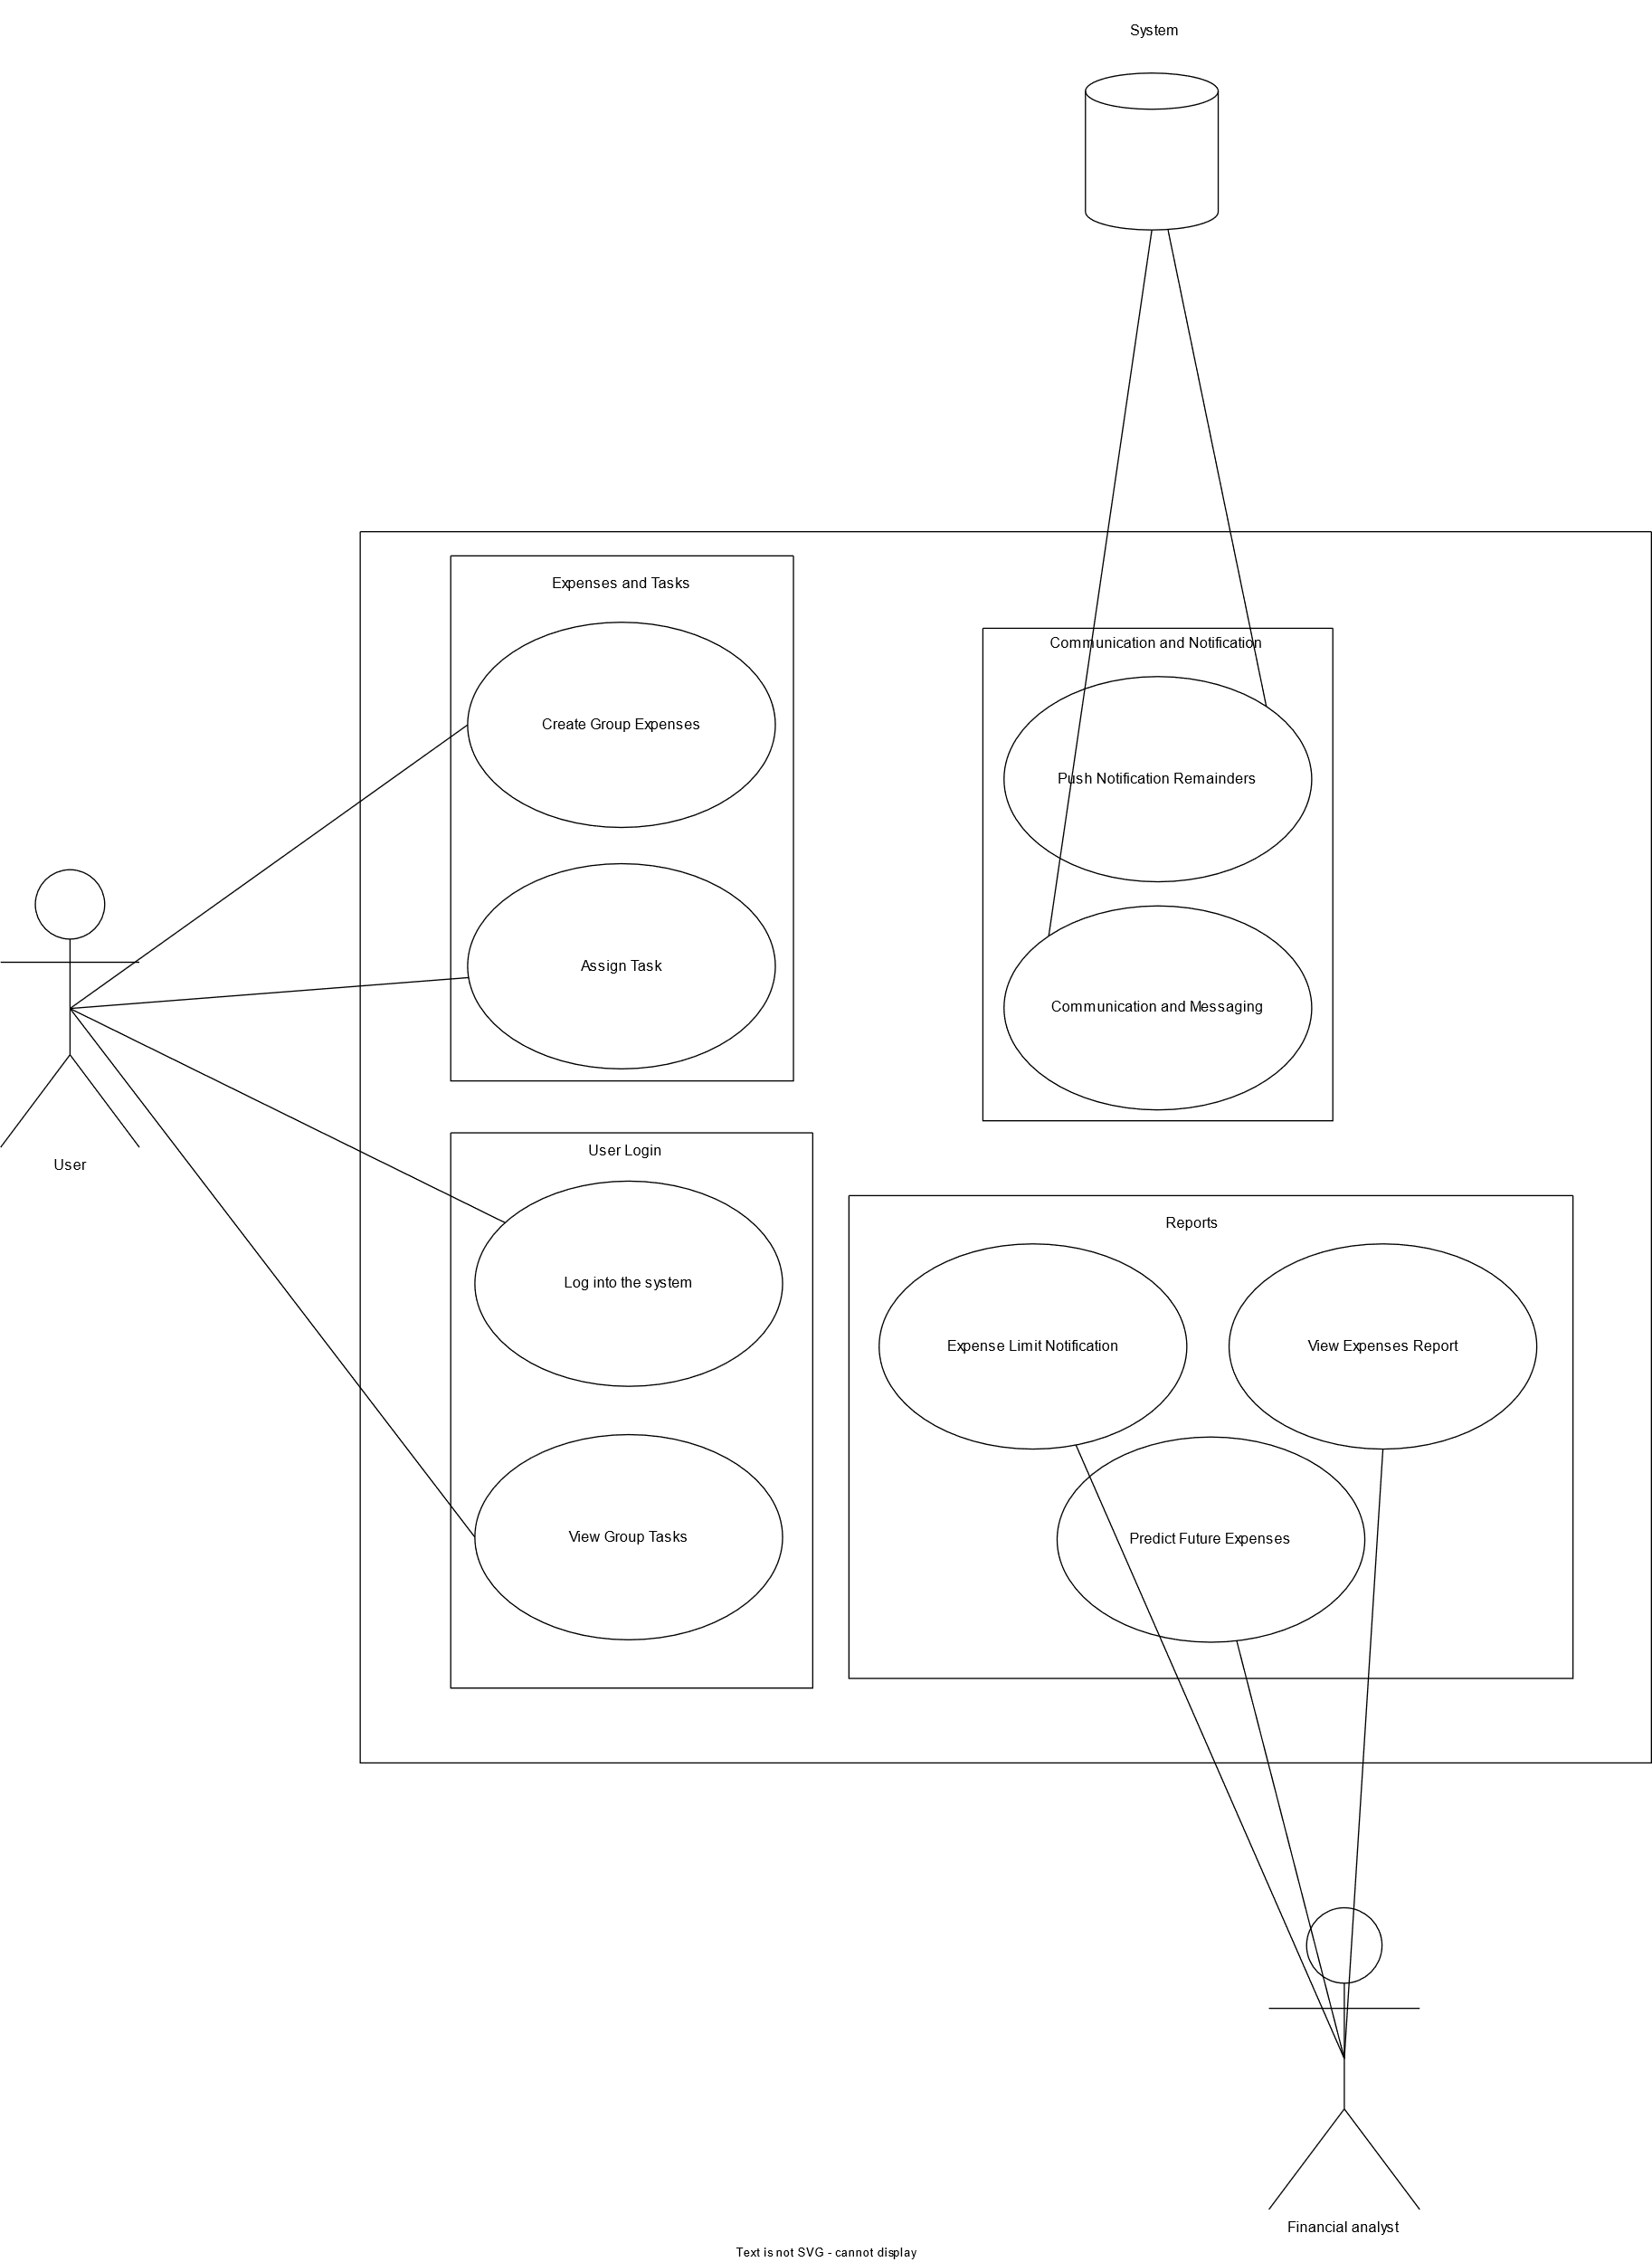 System
Expenses and Tasks
Create Group Expenses
Assign Task
Communication and Notification
Push Notification Remainders
Communication and Messaging
User
User Login
Log into the system
View Group Tasks
Reports
Expense Limit Notification
View Expenses Report
Predict Future Expenses
Financial analyst
Text is not SVG - cannot display